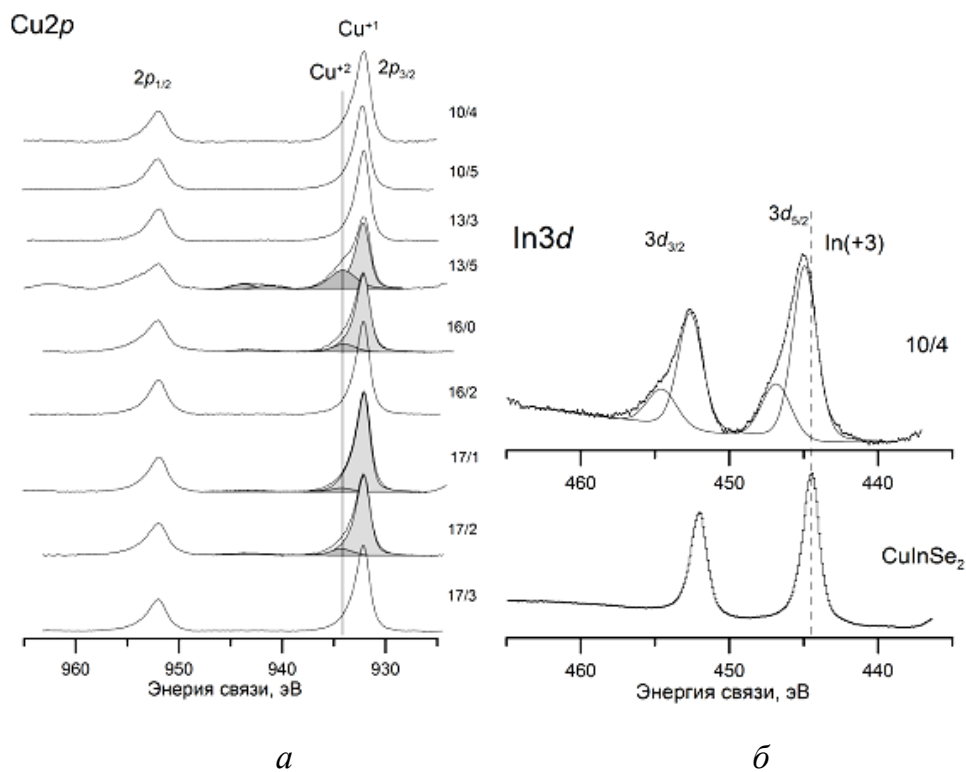 Cu2p
Cu+1
Cu+2
2p1/2
2p3/2
10/4
10/5
13/3
13/5
16/0
16/2
17/1
17/2
17/3
960
950
940
930
Энерия связи, эВ
а
In3d
3d3/2
3d5/2
In(+3)
10/4
460
450
440
CuInSe2
460
450
440
Энергия связи, эВ
б